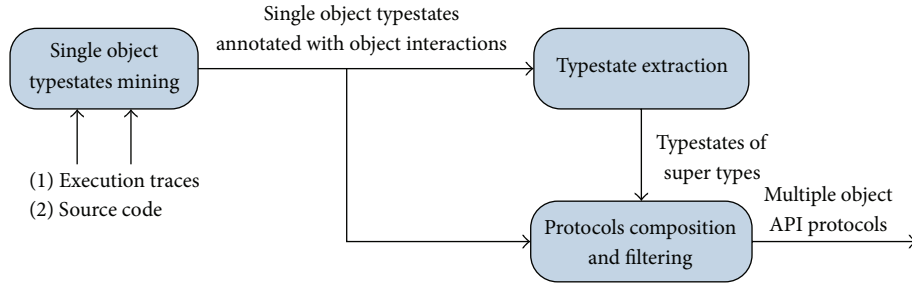 Single object typestates
annotated with object interactions
Single object
typestates mining
Typestate extraction
(1) Execution traces
(2) Source code
Typestates of
super types
Protocols composition
and filtering
Multiple object
API protocols